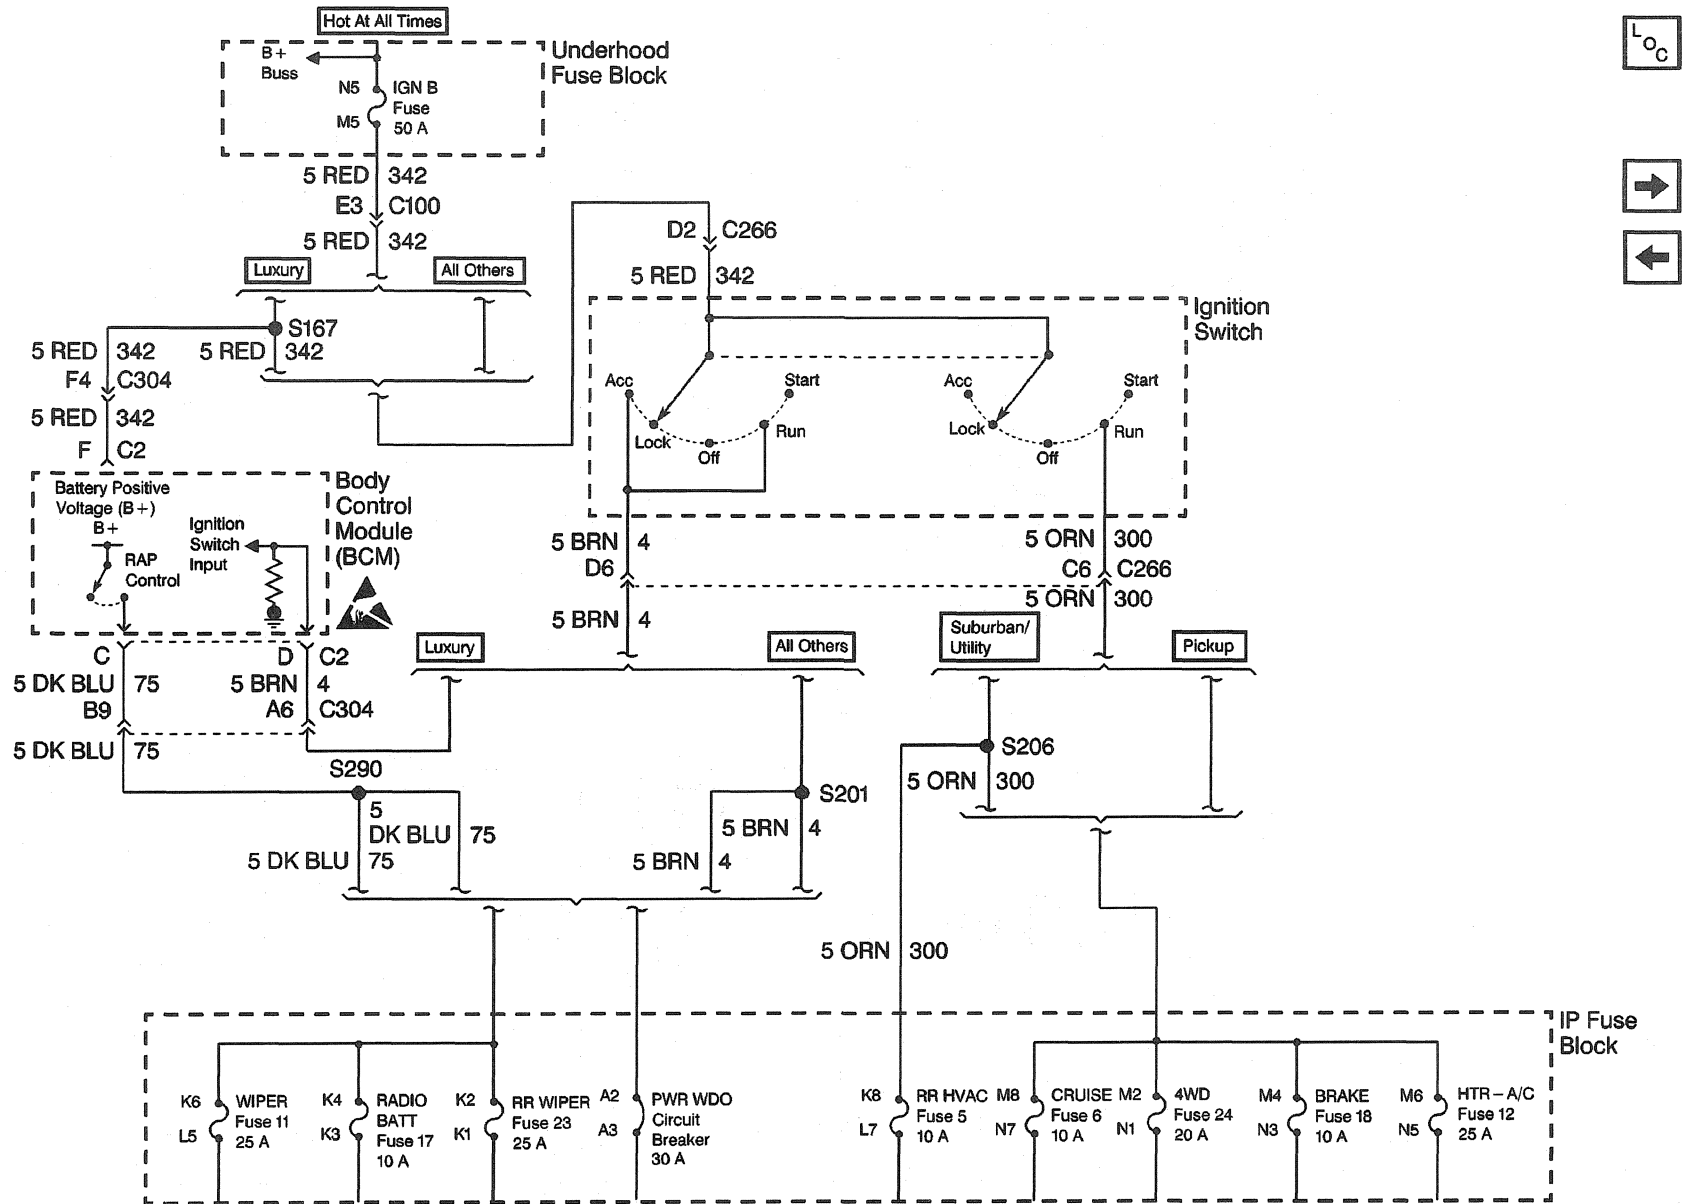 Hot At All Times
B+
Buss
Underhood
Fuse Block
N5
IGN B
Fuse
50 A
M5
5 RED 342
E3 C100
5 RED 342
Luxury
All Others
S167
5 RED 342
5 RED 342
F4 C304
5 RED 342
F C2
D2 C266
5 RED 342
Ignition
Switch
Acc
Lock
Off
Run
Start
Acc
Lock
Off
Run
Start
Battery Positive
Voltage (B+)
B+
RAP
Control
Ignition
Switch
Input
Body
Control
Module
(BCM)
5 BRN 4
D6
5 BRN 4
5 ORN 300
C6 C266
5 ORN 300
C
D C2
5 DK BLU 75
5 BRN 4
B9
A6 C304
5 DK BLU 75
Luxury
All Others
Suburban/
Utility
Pickup
S290
5
DK BLU 75
5 DK BLU 75
S201
5 BRN 4
5 BRN 4
S206
5 ORN 300
5 ORN 300
IP Fuse
Block
K6
L5
WIPER
Fuse 11
25 A
K4
K3
RADIO
BATT
Fuse 17
10 A
K2
K1
RR WIPER
Fuse 23
25 A
A2
A3
PWR WDO
Circuit
Breaker
30 A
K8
L7
RR HVAC
Fuse 5
10 A
M8
N7
CRUISE
Fuse 6
10 A
M2
N1
4WD
Fuse 24
20 A
M4
N3
BRAKE
Fuse 18
10 A
M6
N5
HTR-A/C
Fuse 12
25 A
LOC